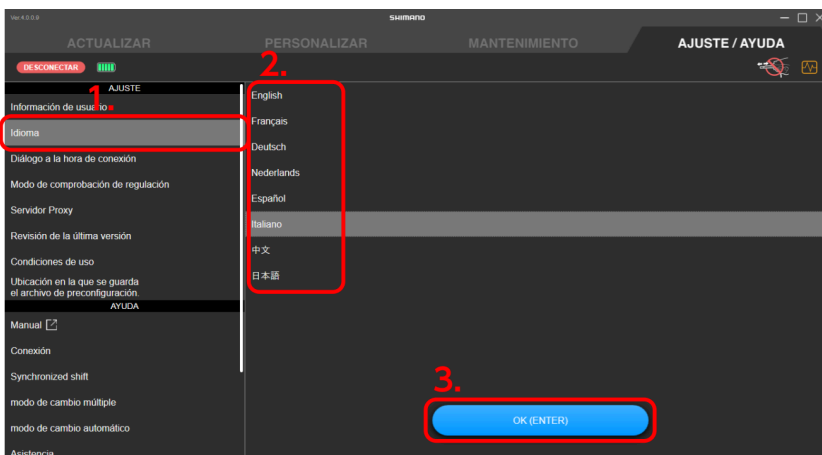 Ver.4.0.0.9
SHIMANO
ACTUALIZAR
PERSONALIZAR
MANTENIMIENTO
AJUSTE / AYUDA
DESCONECTAR
1.
2.
AJUSTE
Información de usuario
Idioma
Diálogo a la hora de conexión
Modo de comprobación de regulación
Servidor Proxy
Revisión de la última versión
Condiciones de uso
Ubicación en la que se guarda
el archivo de preconfiguración.
AYUDA
Manual
Conexión
Synchronized shift
modo de cambio múltiple
modo de cambio automático
Asistencia
English
Français
Deutsch
Nederlands
Español
Italiano
中文
日本語
3.
OK (ENTER)